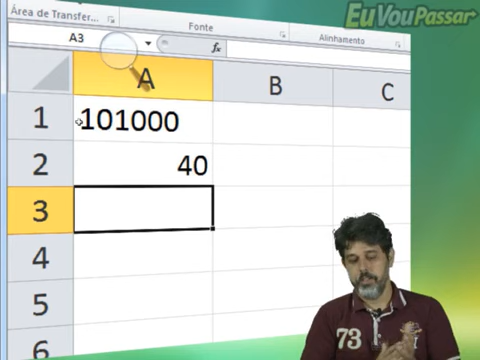 EuVouPassar
Área de Transfer...
Fonte
Alinhamento
A3
fx
A
B
C
1
101000
2
40
3
4
5
6
73